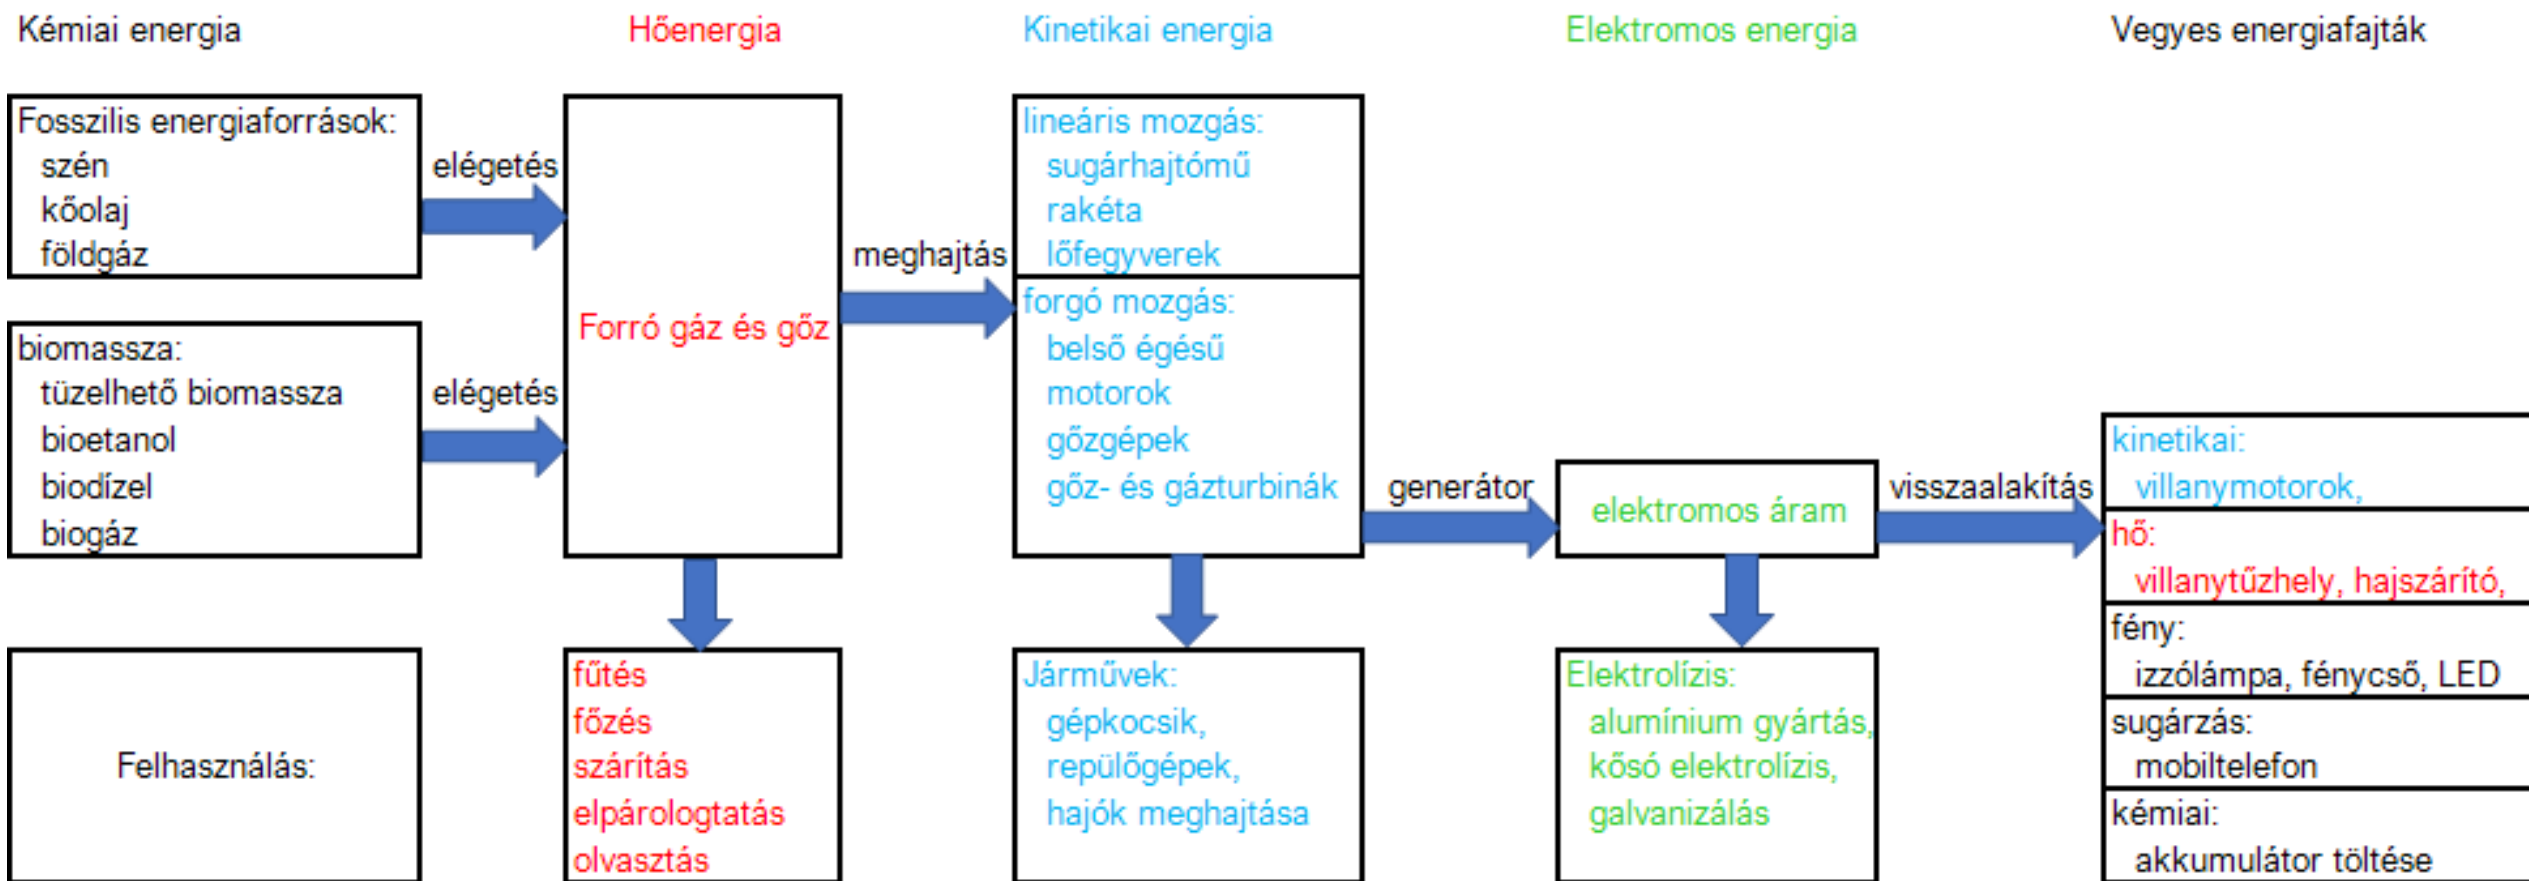 Kémiai energia
Hőenergia
Kinetikai energia
Elektromos energia
Vegyes energiafajták
Fosszilis energiaforrások:
szén
kőolaj
földgáz
elégetés
biomassza:
tüzelhető biomassza
bioetanol
biodízel
biogáz
elégetés
Forró gáz és gőz
meghajtás
lineáris mozgás:
sugárhajtómű
rakéta
lőfegyverek
forgó mozgás:
belső égésű
motorok
gőzgépek
gőz- és gázturbinák
generátor
elektromos áram
visszaalakítás
kinetikai:
villanymotorok,
hő:
villanytűzhely, hajszárító,
fény:
izzólámpa, fénycső, LED
sugárzás:
mobiltelefon
kémiai:
akkumulátor töltése
Felhasználás:
fűtés
főzés
szárítás
elpárologtatás
olvasztás
Járművek:
gépkocsik,
repülőgépek,
hajók meghajtása
Elektrolízis:
alumínium gyártás,
kősó elektrolízis,
galvanizálás